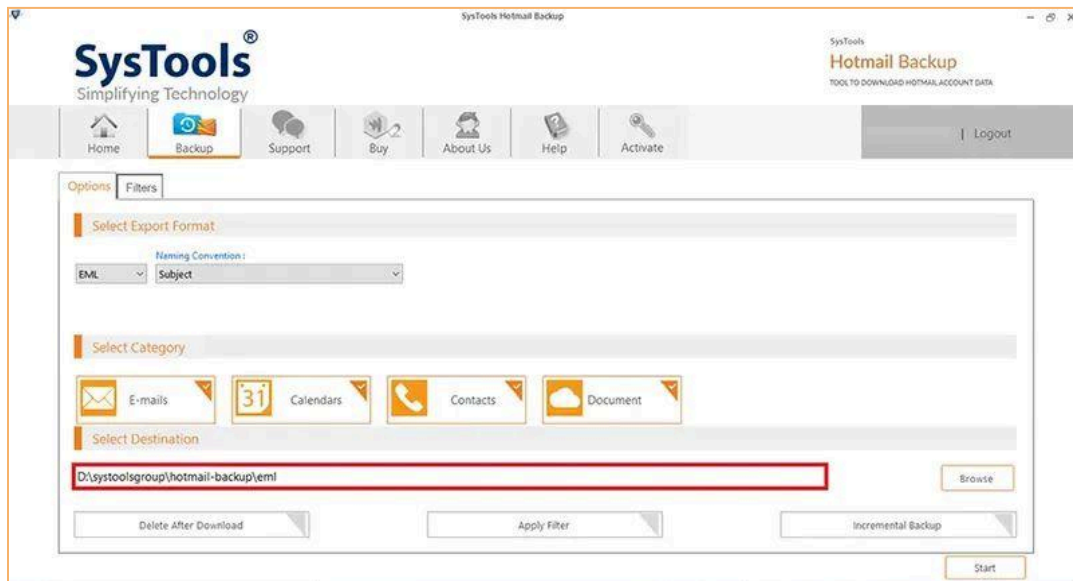 SysTools Hotmail Backup
SysTools®
Simplifying Technology
SysTools
Hotmail Backup
TOOL TO DOWNLOAD HOTMAIL ACCOUNT DATA
Home Backup Support Buy About Us Help Activate
| Logout
Options Filters
Select Export Format
Naming Convention :
EML Subject
Select Category
E-mails 31 Calendars Contacts Document
Select Destination
D:\systoolsgroup\hotmail-backup\eml
Browse
Delete After Download Apply Filter Incremental Backup
Start